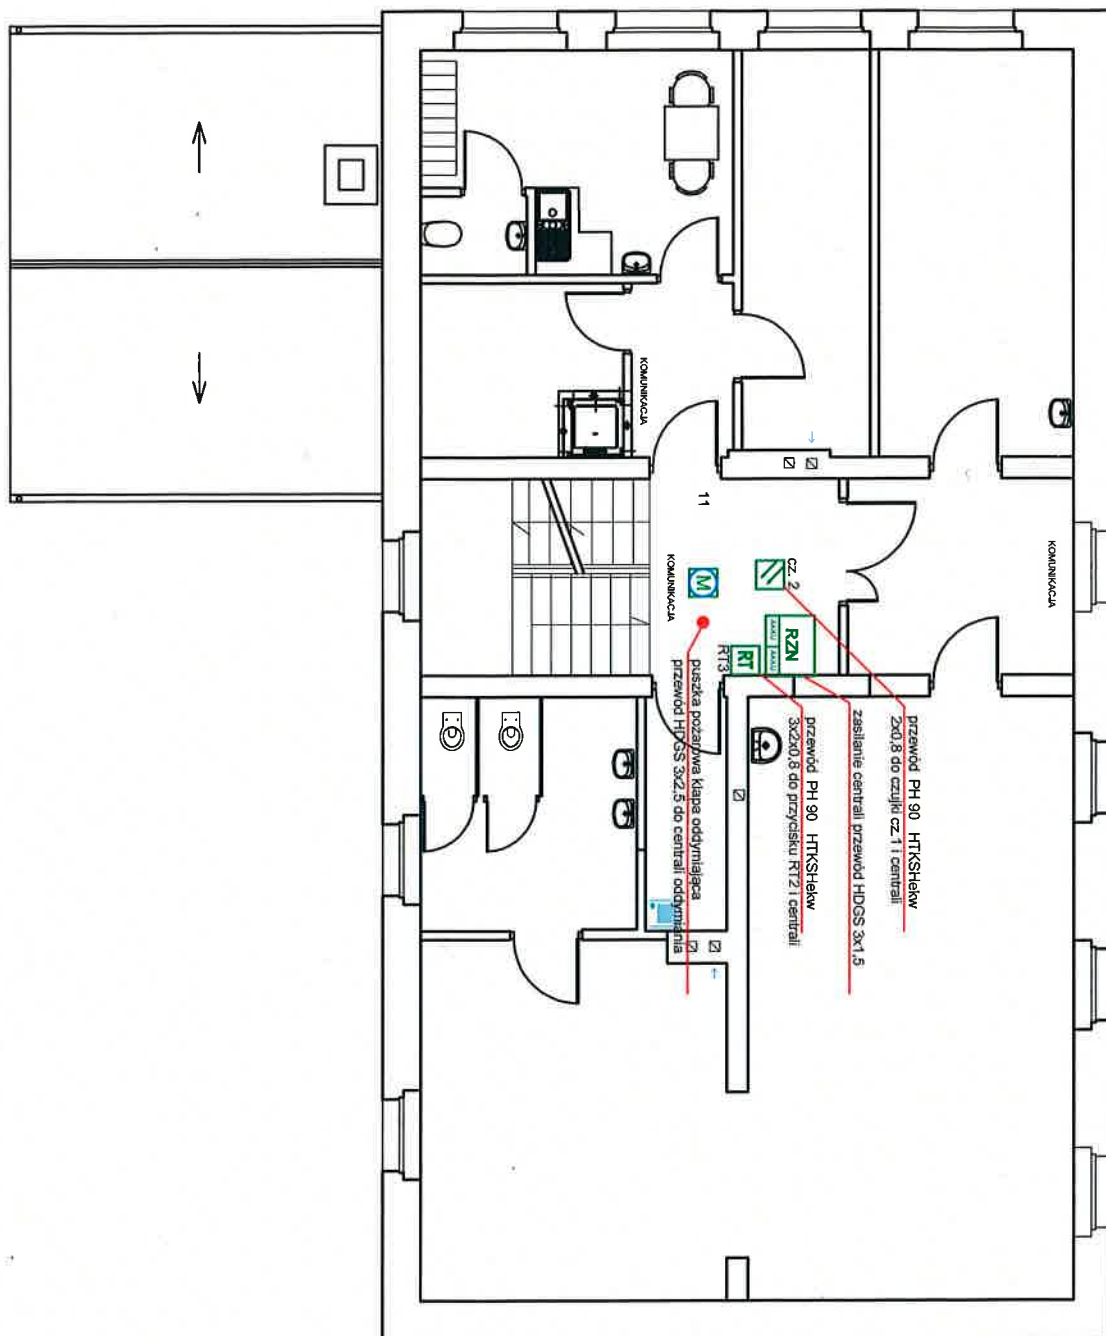 KOMUNIKACJA
11
KOMUNIKACJA
KOMUNIKACJA
CZ. 2
M
RZN
AKKU AKKU
RT
RT3
przewód PH 90 HTKSHekw
2x0,8 do czujki cz.1 i centrali
zasilanie centrali przewód HDGS 3x1,5
przewód PH 90 HTKSHekw
3x2x0,8 do przycisku RT2 i centrali
puszka pożarowa klapa oddymiająca
przewód HDGS 3x2,5 do centrali oddymiania